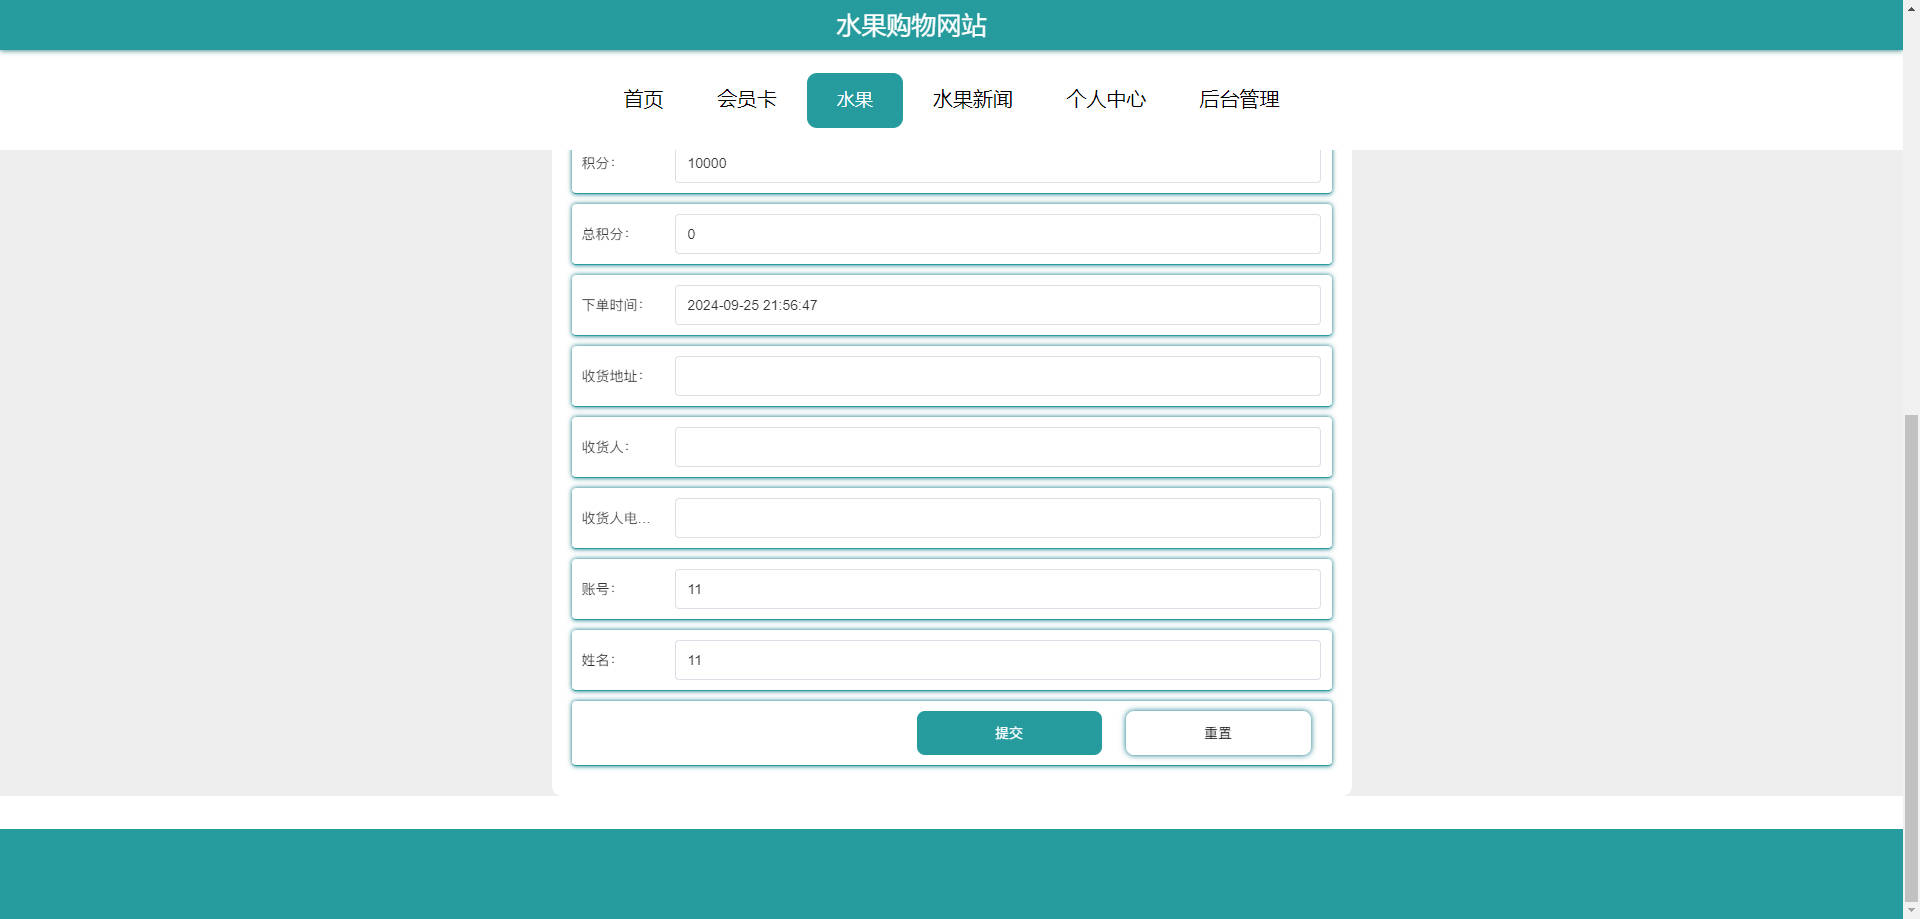 水果购物网站
首页 会员卡 水果 水果新闻 个人中心 后台管理
积分： 10000
总积分： 0
下单时间： 2024-09-25 21:56:47
收货地址：
收货人：
收货人电...
账号： 11
姓名： 11
提交 重置